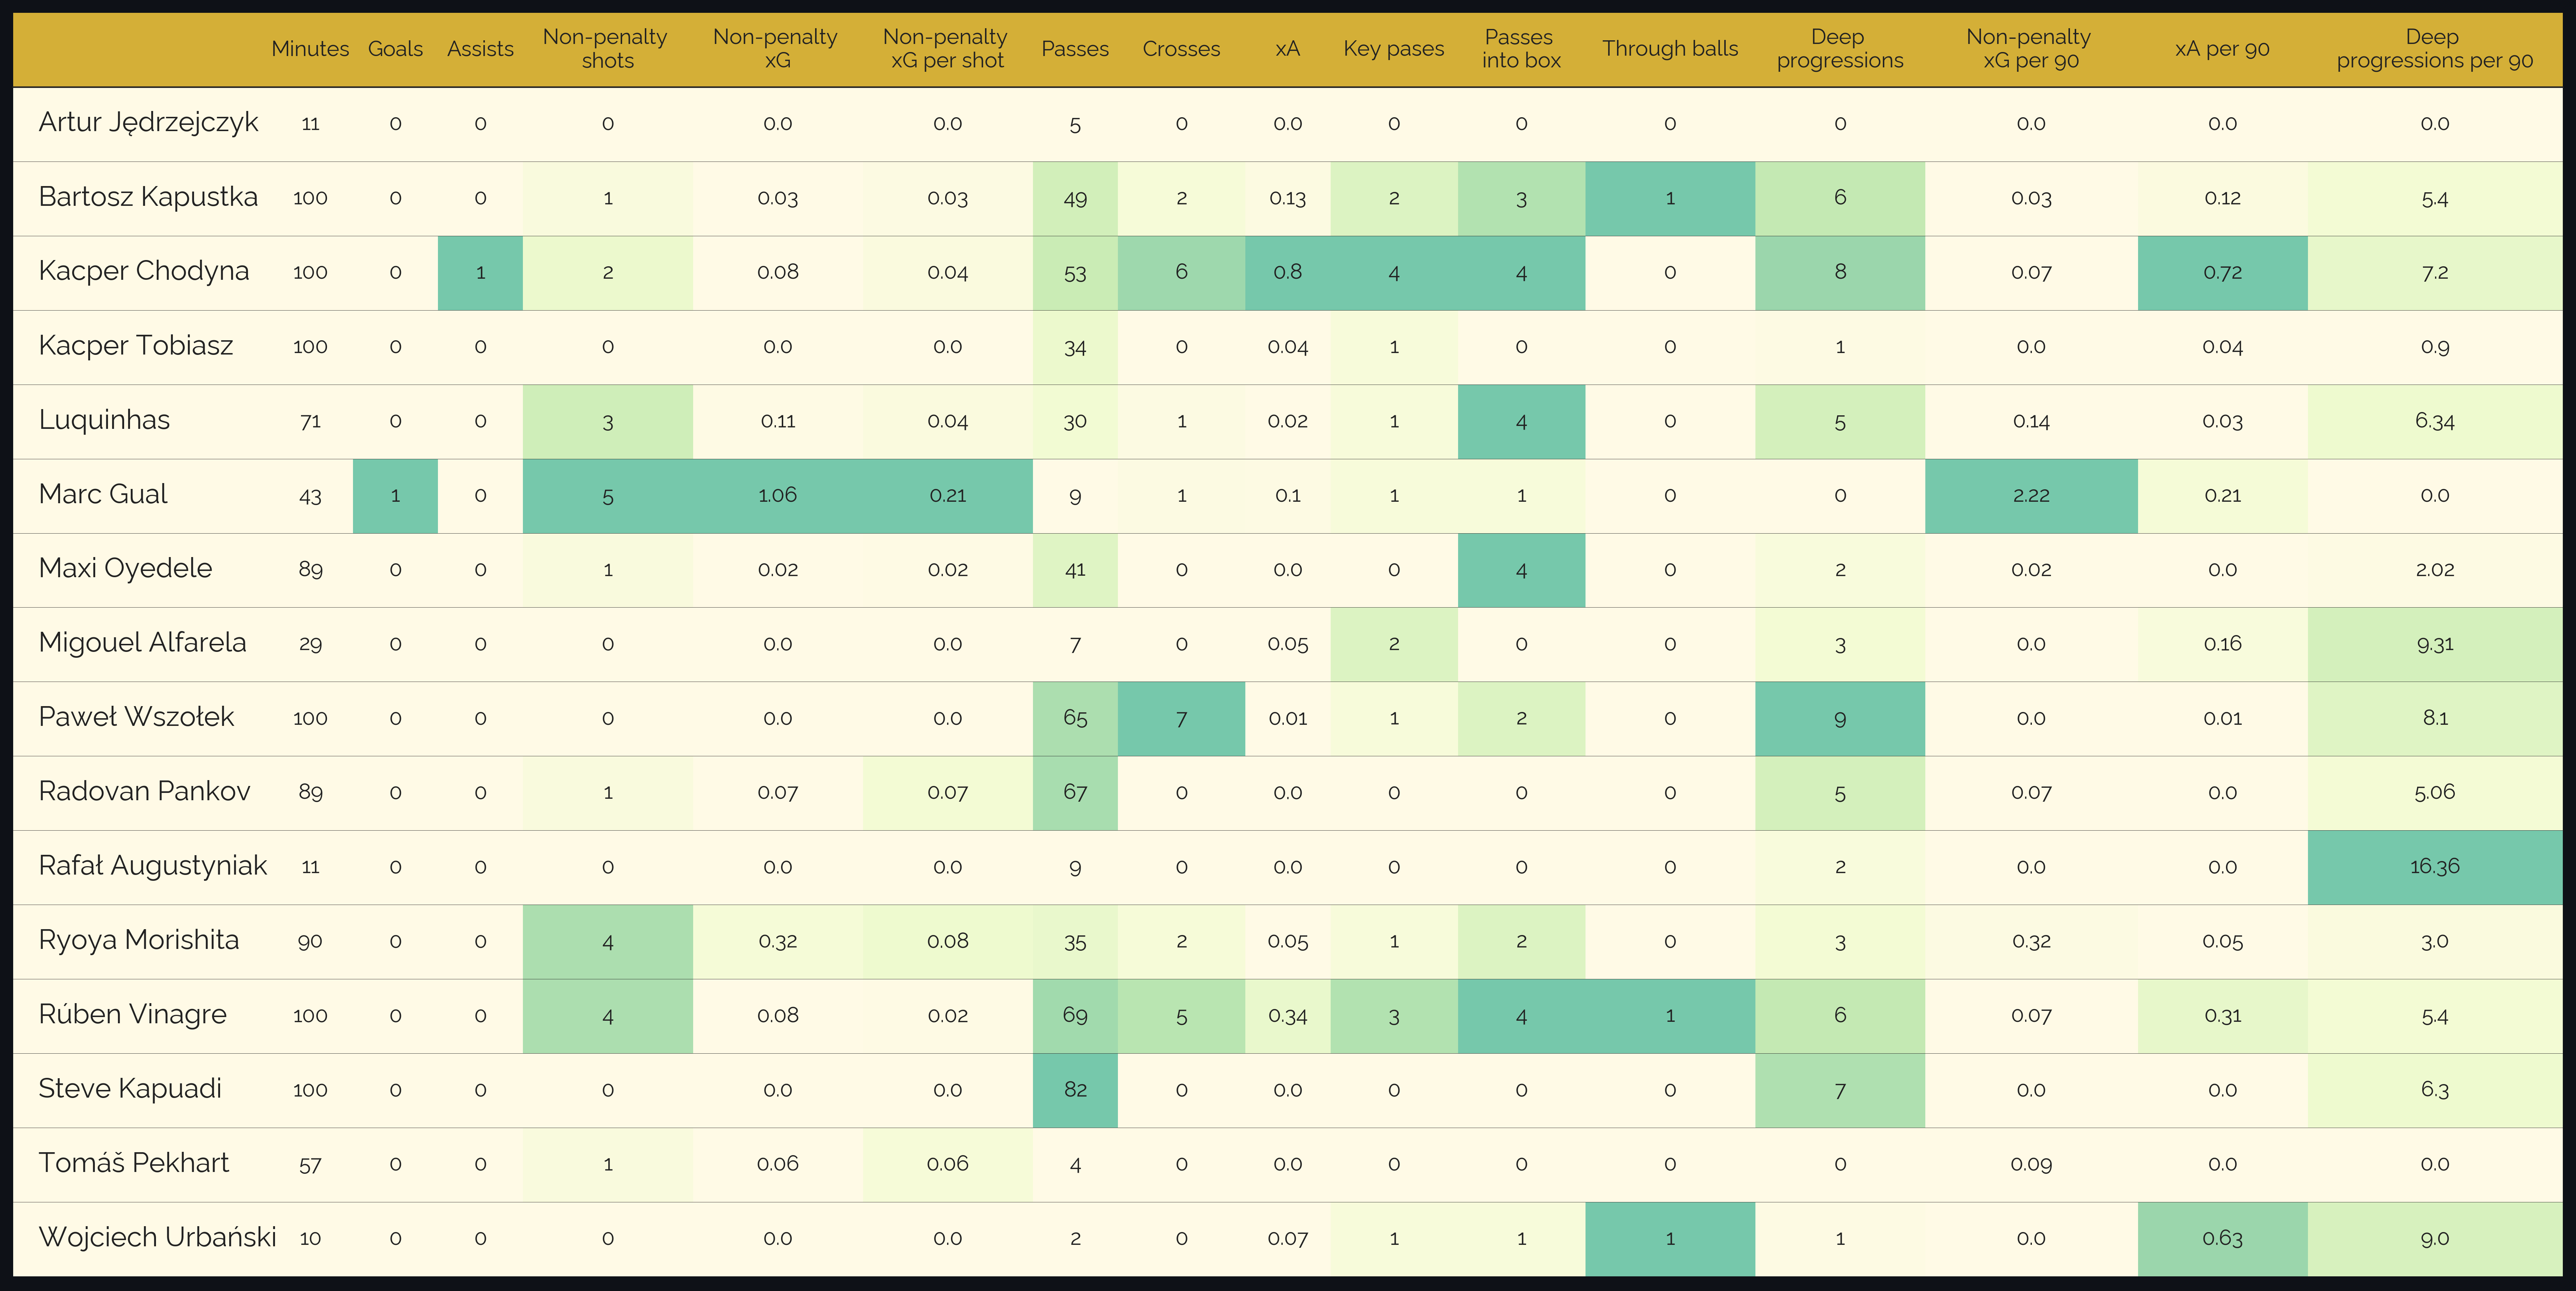 Minutes Goals Assists Non-penalty shots Non-penalty xG Non-penalty xG per shot Passes Crosses xA Key pases Passes into box Through balls Deep progressions Non-penalty xG per 90 xA per 90 Deep progressions per 90
Artur Jędrzejczyk 11 0 0 0 0.0 0.0 5 0 0.0 0 0 0 0 0.0 0.0 0.0
Bartosz Kapustka 100 0 0 1 0.03 0.03 49 2 0.13 2 3 1 6 0.03 0.12 5.4
Kacper Chodyna 100 0 1 2 0.08 0.04 53 6 0.8 4 4 0 8 0.07 0.72 7.2
Kacper Tobiasz 100 0 0 0 0.0 0.0 34 0 0.04 1 0 0 1 0.0 0.04 0.9
Luquinhas 71 0 0 3 0.11 0.04 30 1 0.02 1 4 0 5 0.14 0.03 6.34
Marc Gual 43 1 0 5 1.06 0.21 9 1 0.1 1 1 0 0 2.22 0.21 0.0
Maxi Oyedele 89 0 0 1 0.02 0.02 41 0 0.0 0 4 0 2 0.02 0.0 2.02
Migouel Alfarela 29 0 0 0 0.0 0.0 7 0 0.05 2 0 0 3 0.0 0.16 9.31
Paweł Wszołek 100 0 0 0 0.0 0.0 65 7 0.01 1 2 0 9 0.0 0.01 8.1
Radovan Pankov 89 0 0 1 0.07 0.07 67 0 0.0 0 0 0 5 0.07 0.0 5.06
Rafał Augustyniak 11 0 0 0 0.0 0.0 9 0 0.0 0 0 0 2 0.0 0.0 16.36
Ryoya Morishita 90 0 0 4 0.32 0.08 35 2 0.05 1 2 0 3 0.32 0.05 3.0
Rúben Vinagre 100 0 0 4 0.08 0.02 69 5 0.34 3 4 1 6 0.07 0.31 5.4
Steve Kapuadi 100 0 0 0 0.0 0.0 82 0 0.0 0 0 0 7 0.0 0.0 6.3
Tomáš Pekhart 57 0 0 1 0.06 0.06 4 0 0.0 0 0 0 0 0.09 0.0 0.0
Wojciech Urbański 10 0 0 0 0.0 0.0 2 0 0.07 1 1 1 1 0.0 0.63 9.0